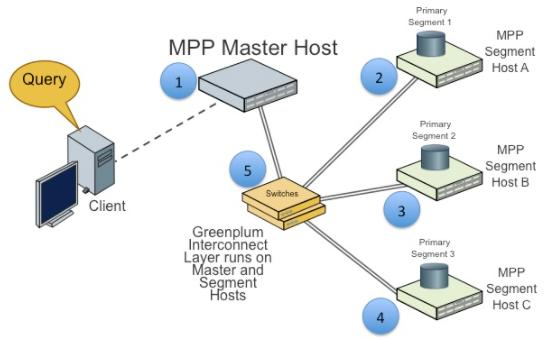 Primary
Segment 1
MPP Master Host
MPP
Segment
Host A
1
2
Query
Primary
Segment 2
MPP
Segment
Host B
5
Switches
3
Client
Greenplum
Interconnect
Layer runs on
Master and
Segment
Hosts
Primary
Segment 3
MPP
Segment
Host C
4